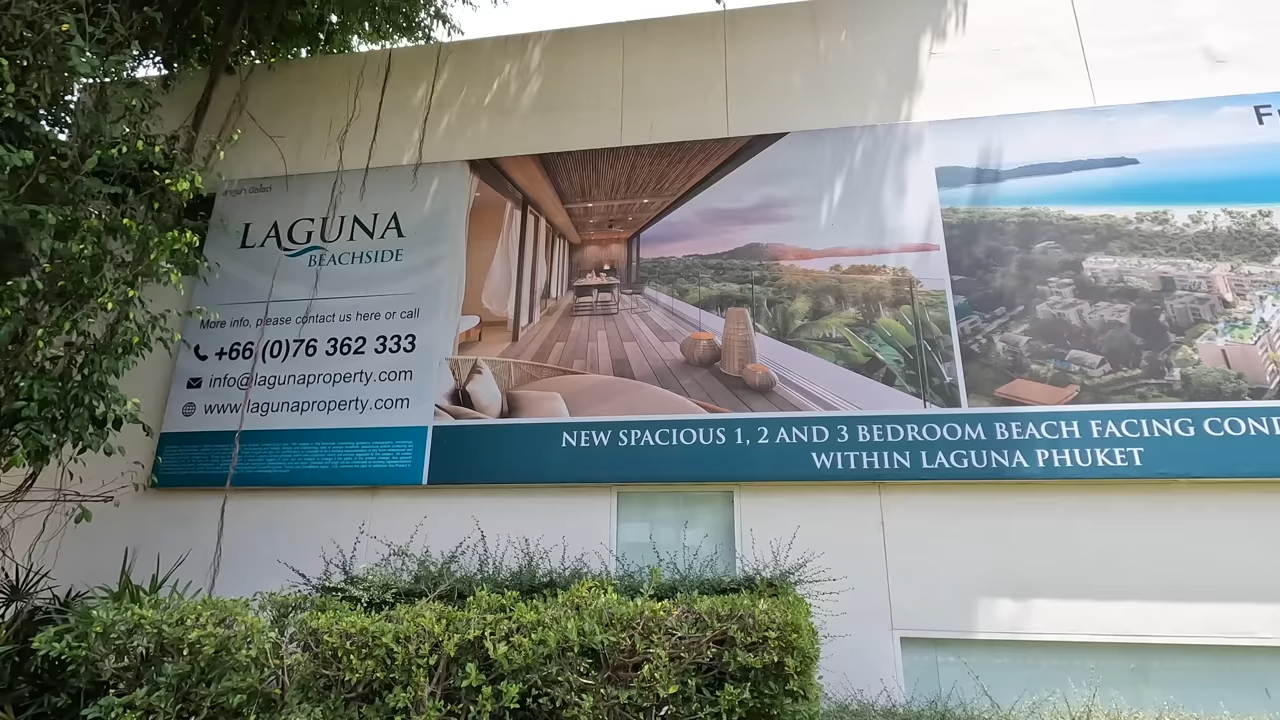 LAGUNA
BEACHSIDE
More info, please contact us here or call
+66 (0)76 362 333
info@lagunaproperty.com
www.lagunaproperty.com
NEW SPACIOUS 1, 2 AND 3 BEDROOM BEACH FACING
WITHIN LAGUNA PHUKET